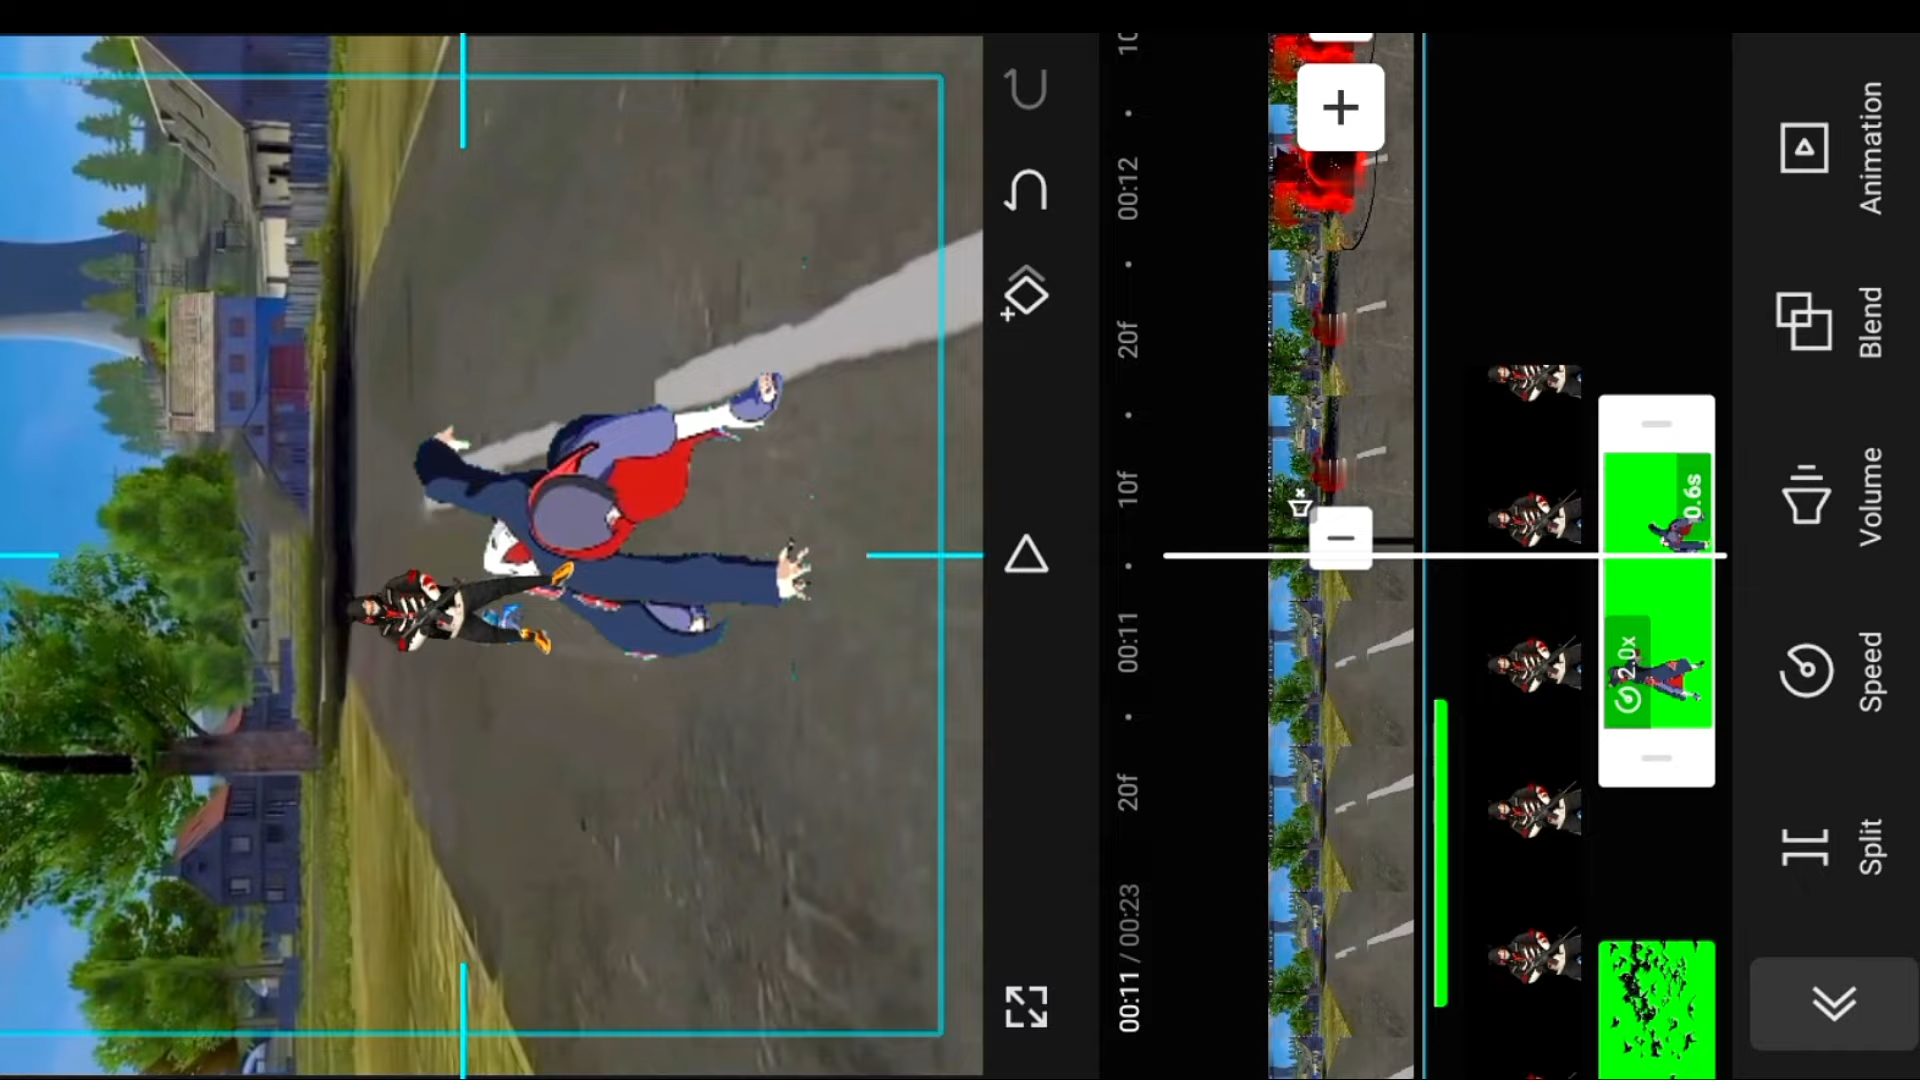 00:11 / 00:23
20f
00:11
10f
20f
00:12
10
2.0x
0.6s
Split
Speed
Volume
Blend
Animation